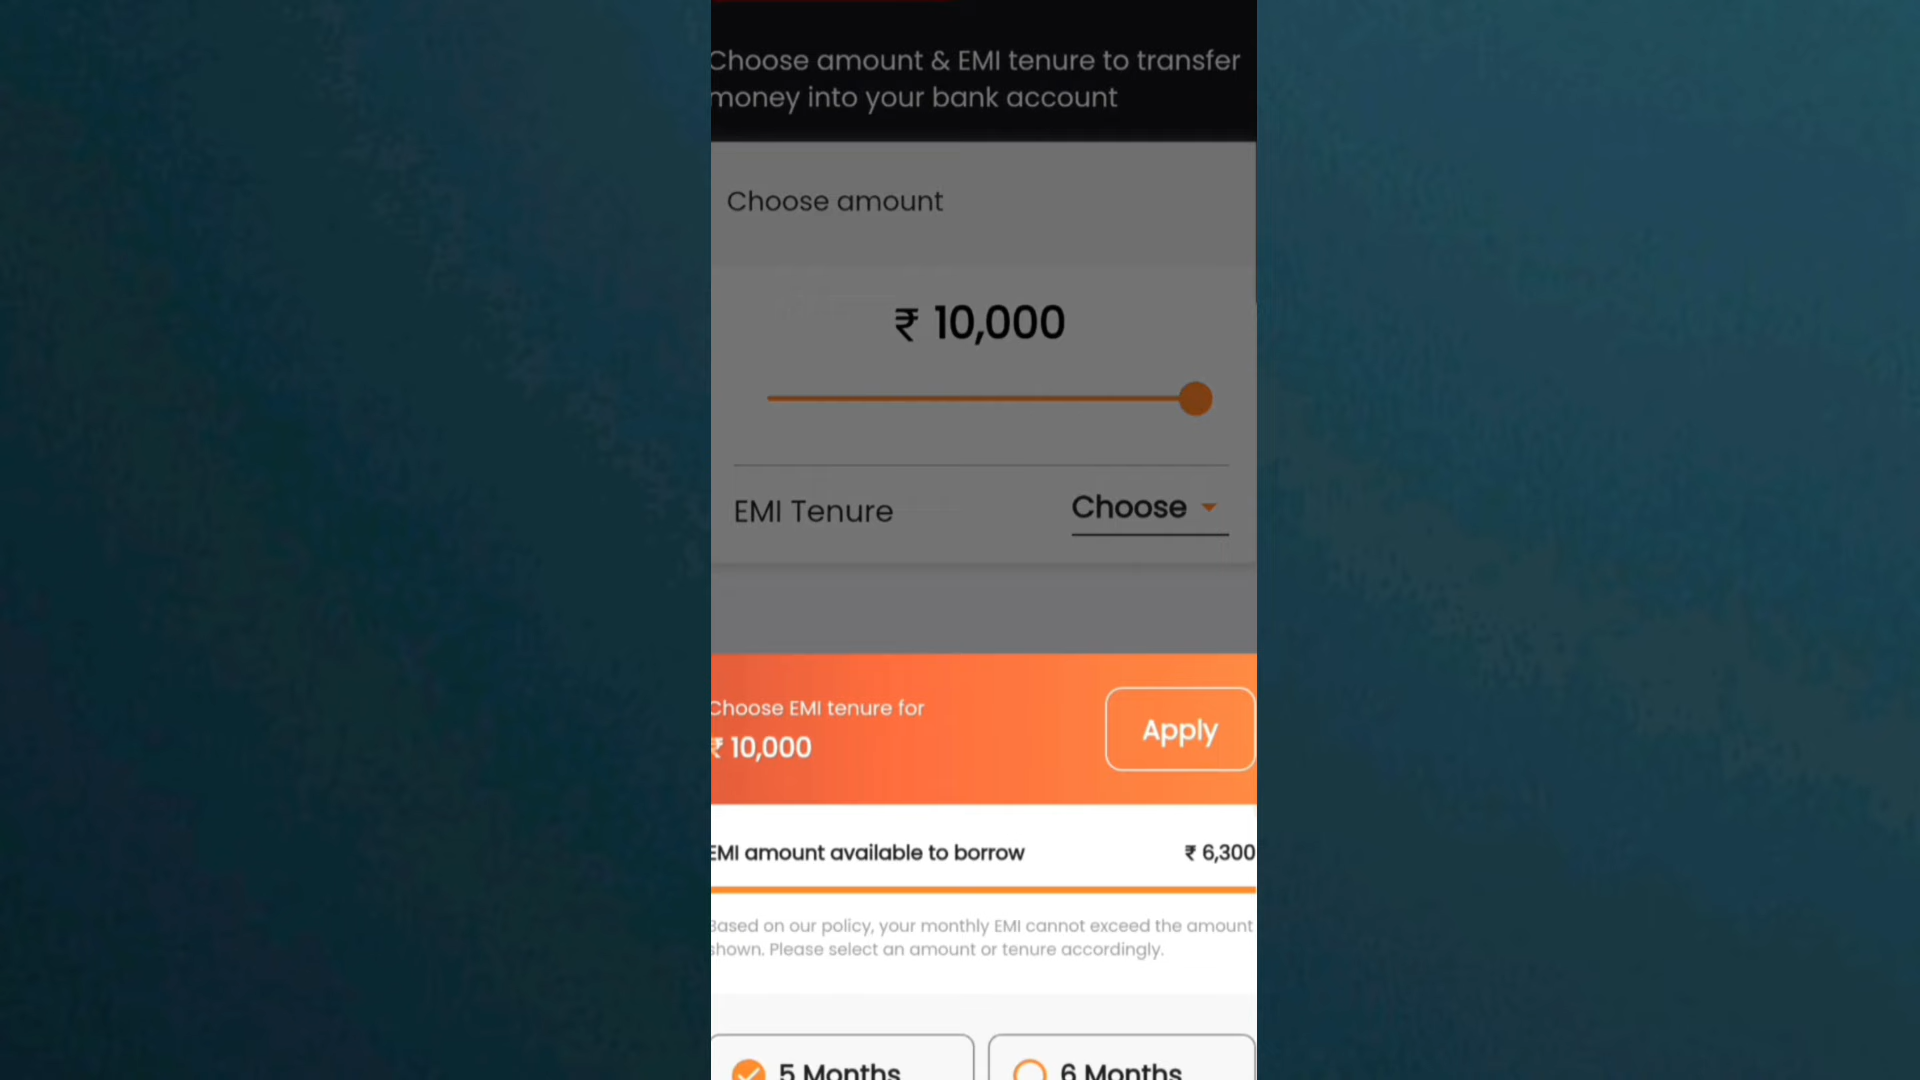 Choose amount & EMI tenure to transfer
money into your bank account
Choose amount
₹ 10,000
EMI Tenure
Choose
Choose EMI tenure for
₹ 10,000
Apply
EMI amount available to borrow
₹ 6,300
Based on our policy, your monthly EMI cannot exceed the amount
shown. Please select an amount or tenure accordingly.
5 Months
6 Months